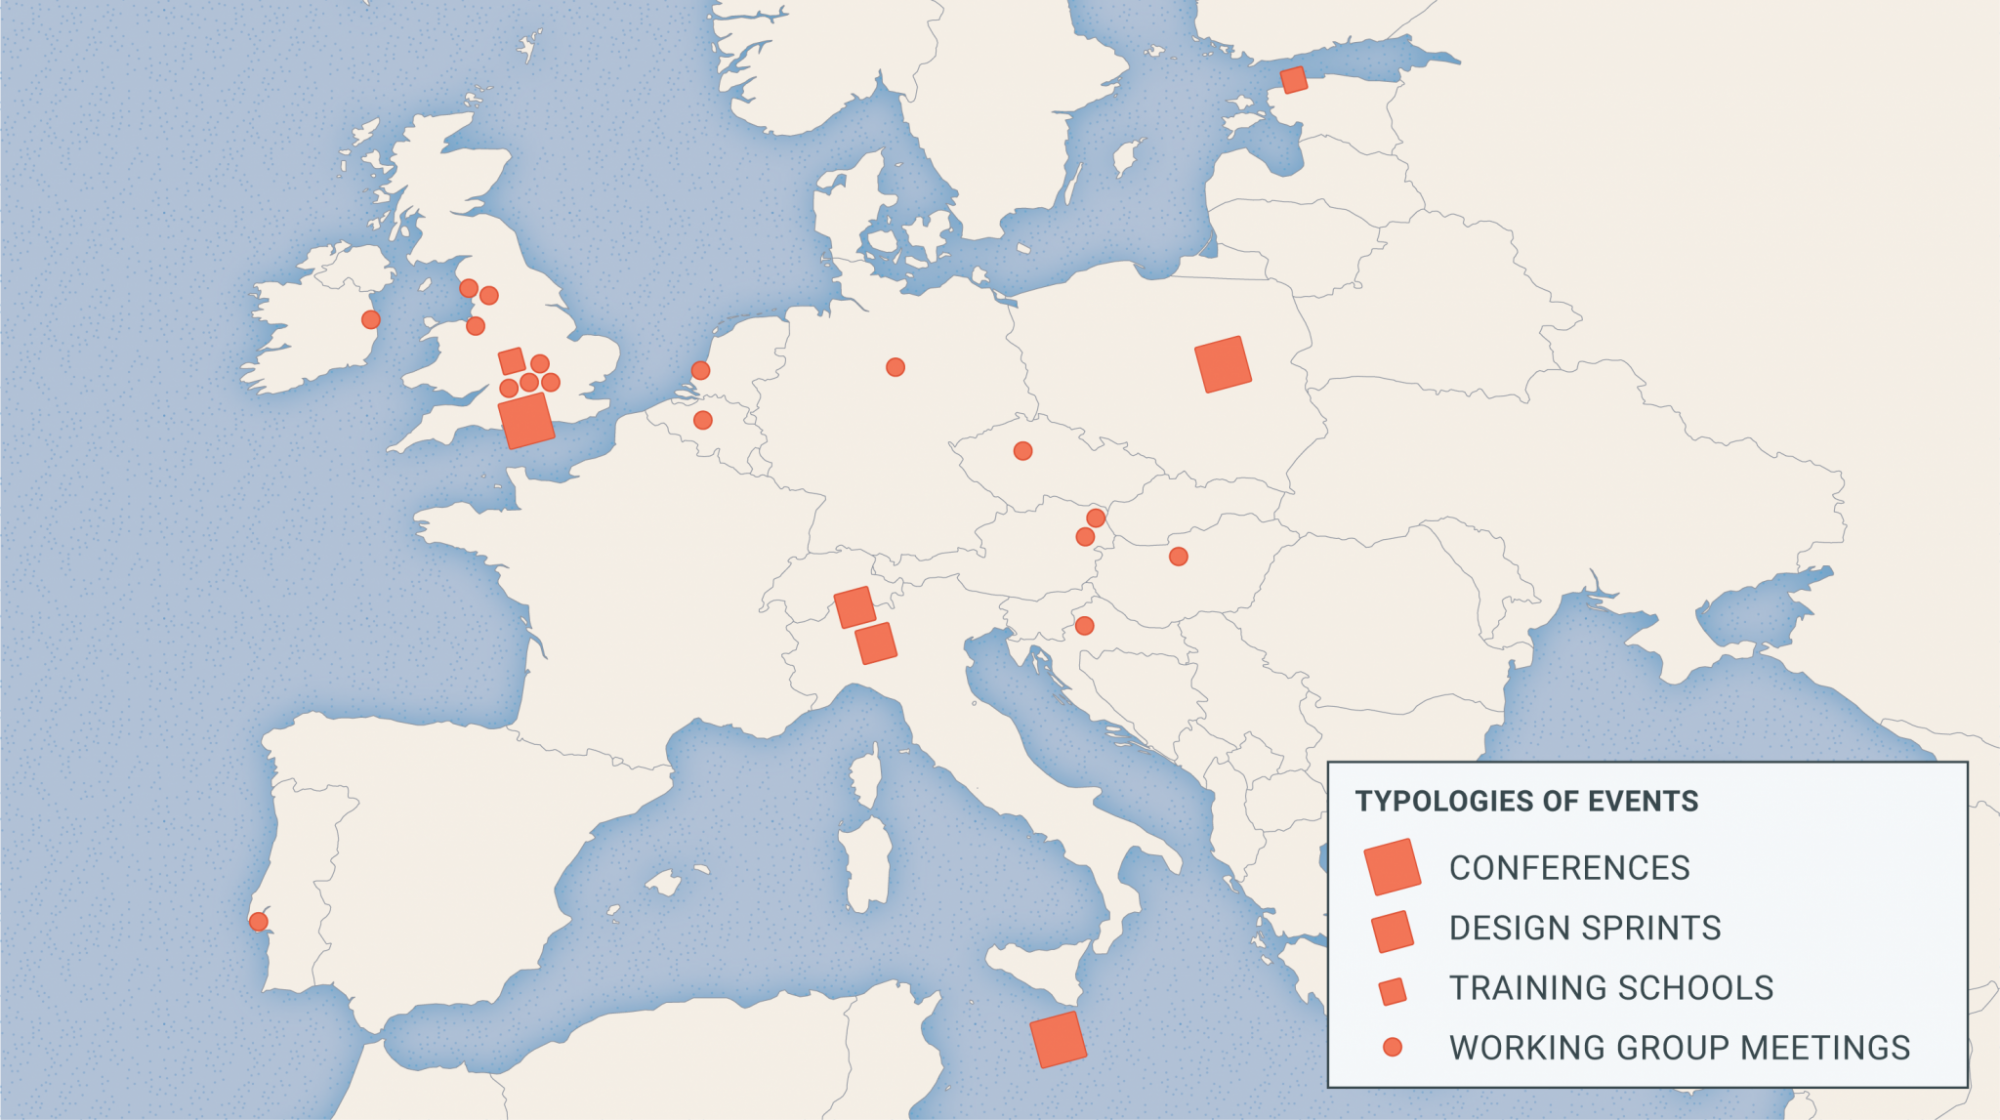 TYPOLOGIES OF EVENTS
CONFERENCES
DESIGN SPRINTS
TRAINING SCHOOLS
WORKING GROUP MEETINGS